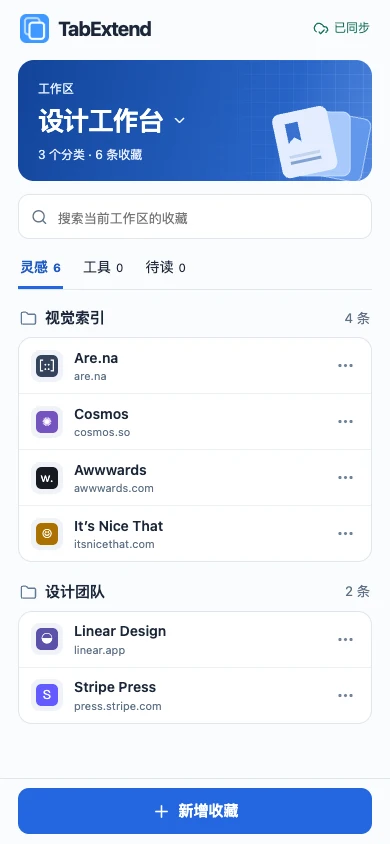 TabExtend
已同步
工作区
设计工作台
3 个分类 · 6 条收藏
搜索当前工作区的收藏
灵感 6 工具 0 待读 0
视觉索引 4 条
Are.na
are.na
Cosmos
cosmos.so
w.
Awwwards
awwwards.com
It's Nice That
itsnicethat.com
设计团队 2 条
Linear Design
linear.app
S
Stripe Press
press.stripe.com
新增收藏